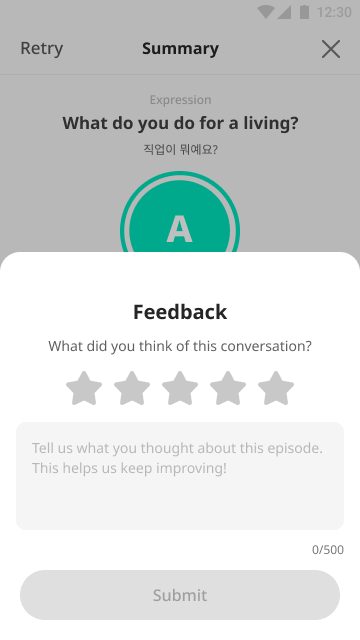 12:30
Retry
Summary
Expression
What do you do for a living?
직업이 뭐예요?
A
Feedback
What did you think of this conversation?
Tell us what you thought about this episode.
This helps us keep improving!
0/500
Submit